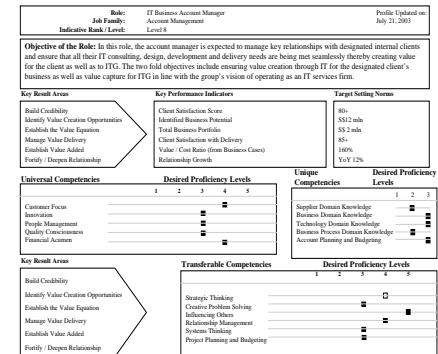 Role: IT Business Account Manager Profile Updated on:
Job Family: Account Management July 21, 2003
Indicative Rank / Level: Level 8
Objective of the Role: In this role, the account manager is expected to manage key relationships with designated internal clients
and ensure that all their IT consulting, design, development and delivery needs are being met seamlessly thereby creating value
for the client as well as to ITG. The two fold objectives include ensuring value creation through IT for the designated client's
business as well as value capture for ITG in line with the group's vision of operating as an IT services firm.
Key Result Areas Key Performance Indicators Target Setting Norms
Build Credibility Client Satisfaction Score 80+
Identify Value Creation Opportunities Identified Business Potential S$12 mln
Establish the Value Equation Total Business Portfolio S$ 2 mln
Manage Value Delivery Client Satisfaction with Delivery 85+
Establish Value Added Value / Cost Ratio (from Business Cases) 160%
Fortify / Deepen Relationship Relationship Growth YoY 12%
Universal Competencies Desired Proficiency Levels
1 2 3 4 5
Customer Focus
Innovation
People Management
Quality Consciousness
Financial Acumen
Unique Desired Proficiency
Competencies Levels
1 2 3
Supplier Domain Knowledge
Business Domain Knowledge
Technology Domain Knowledge
Business Process Domain Knowledge
Account Planning and Budgeting
Key Result Areas
Build Credibility
Identify Value Creation Opportunities
Establish the Value Equation
Manage Value Delivery
Establish Value Added
Fortify / Deepen Relationship
Transferable Competencies Desired Proficiency Levels
1 2 3 4 5
Strategic Thinking
Creative Problem Solving
Influencing Others
Relationship Management
Systems Thinking
Project Planning and Budgeting